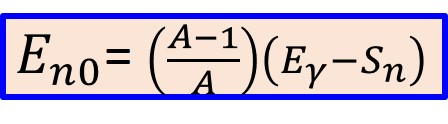 E_{n0} = (\frac{A-1}{A})(E_γ-S_n)